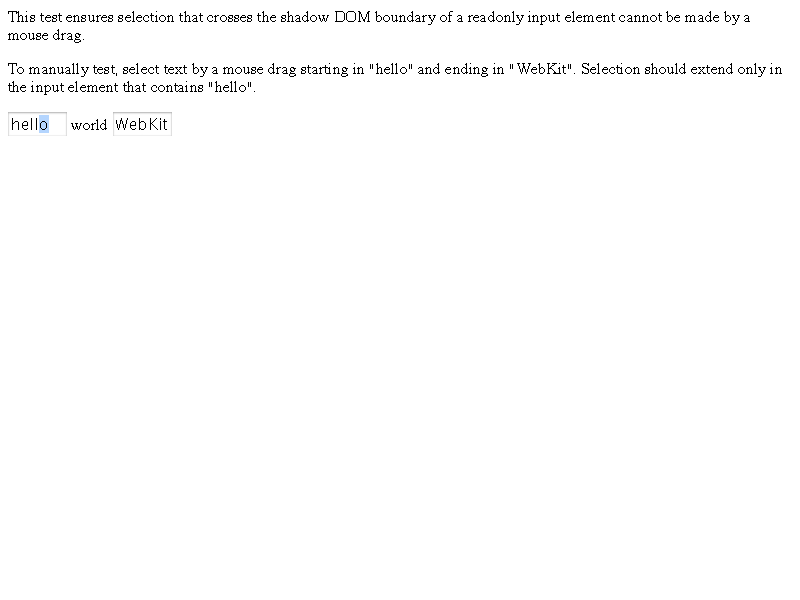 This test ensures selection that crosses the shadow DOM boundary of a readonly input element cannot be made by a
mouse drag.
To manually test, select text by a mouse drag starting in "hello" and ending in "WebKit". Selection should extend only in
the input element that contains "hello".
hello world WebKit